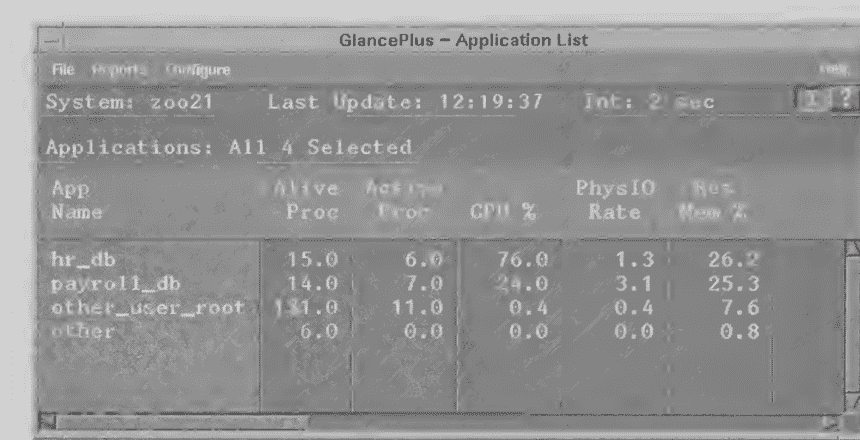 GlancePlus – Application List
File Reports Configure Help
System: zoo21 Last Update: 12:19:37 Int: 2 sec ?
Applications: All 4 Selected
App Alive Active PhysIO Res
Name Proc Proc CPU % Rate Mem %
hr_db 15.0 6.0 76.0 1.3 26.2
payroll_db 14.0 7.0 24.0 3.1 25.3
other_user_root 11.0 0.4 0.4 7.6
other 6.0 0.0 0.0 0.0 0.8